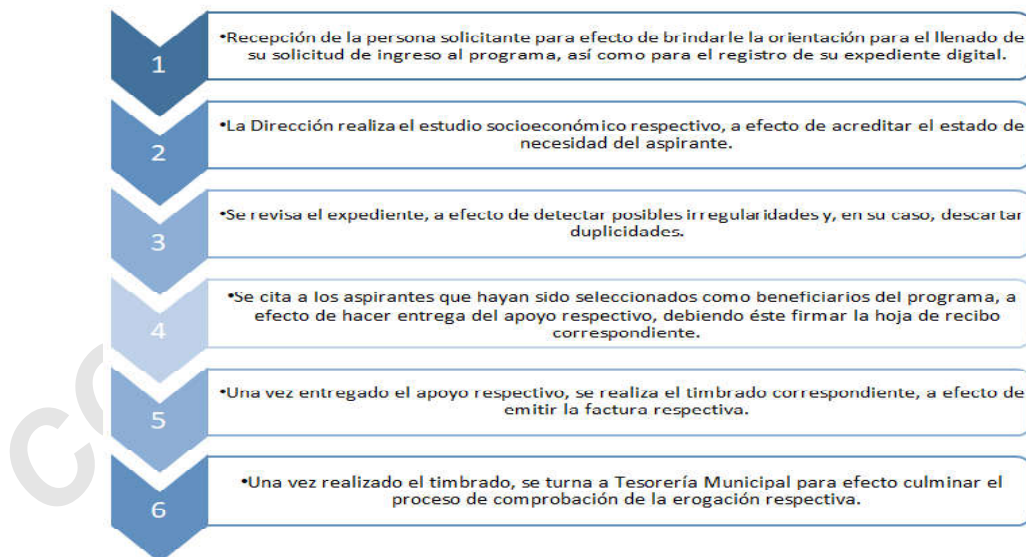 1
•Recepción de la persona solicitante para efecto de brindarle la orientación para el llenado de
su solicitud de ingreso al programa, así como para el registro de su expediente digital.
2
•La Dirección realiza el estudio socioeconómico respectivo, a efecto de acreditar el estado de
necesidad del aspirante.
3
•Se revisa el expediente, a efecto de detectar posibles irregularidades y, en su caso, descartar
duplicidades.
4
•Se cita a los aspirantes que hayan sido seleccionados como beneficiarios del programa, a
efecto de hacer entrega del apoyo respectivo, debiendo éste firmar la hoja de recibo
correspondiente.
5
•Una vez entregado el apoyo respectivo, se realiza el timbrado correspondiente, a efecto de
emitir la factura respectiva.
6
•Una vez realizado el timbrado, se turna a Tesorería Municipal para efecto culminar el
proceso de comprobación de la erogación respectiva.